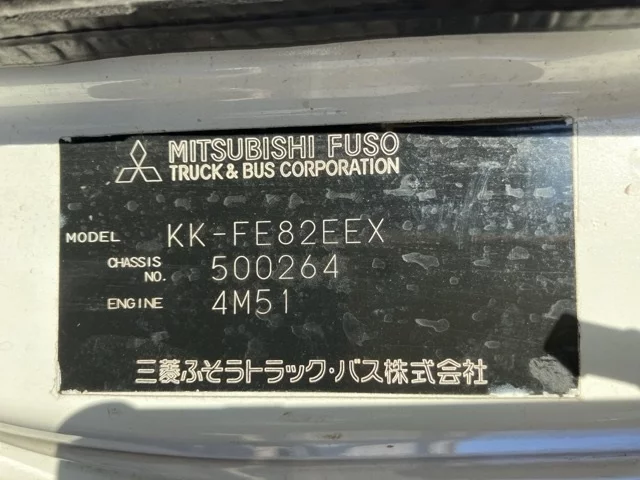 MITSUBISHI FUSO
TRUCK & BUS CORPORATION
MODEL KK-FE82EEX
CHASSIS NO. 500264
ENGINE 4M51
三菱ふそうトラック・バス株式会社